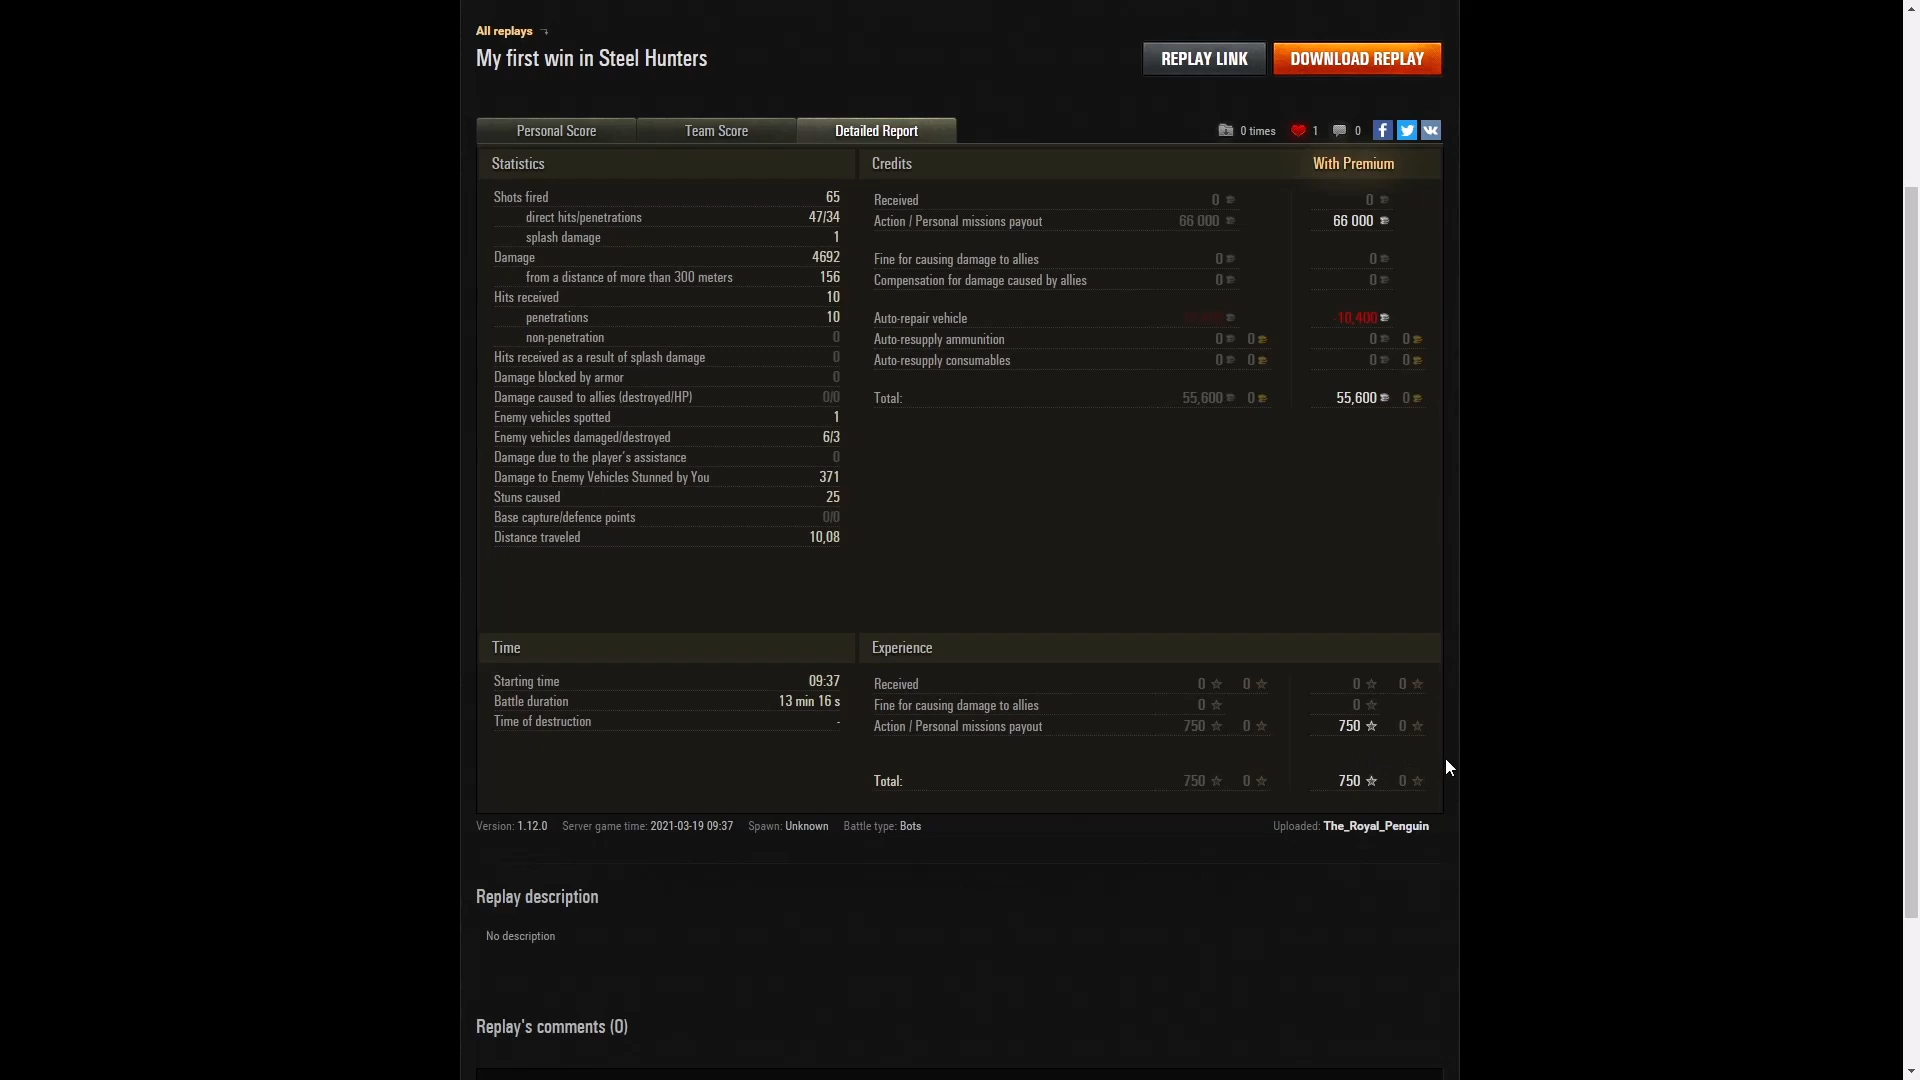 All replays
My first win in Steel Hunters
REPLAY LINK
DOWNLOAD REPLAY
Personal Score
Team Score
Detailed Report
0 times
1
0
Statistics
Shots fired 65
direct hits/penetrations 47/34
splash damage 1
Damage 4692
from a distance of more than 300 meters 156
Hits received 10
penetrations 10
non-penetration 0
Hits received as a result of splash damage 0
Damage blocked by armor 0
Damage caused to allies (destroyed/HP) 0/0
Enemy vehicles spotted 1
Enemy vehicles damaged/destroyed 6/3
Damage due to the player's assistance 0
Damage to Enemy Vehicles Stunned by You 371
Stuns caused 25
Base capture/defence points 0/0
Distance traveled 10,08
Credits With Premium
Received 0 0
Action / Personal missions payout 66 000 66 000
Fine for causing damage to allies 0 0
Compensation for damage caused by allies 0 0
Auto-repair vehicle -10,400
Auto-resupply ammunition 0 0 0 0
Auto-resupply consumables 0 0 0 0
Total: 55,600 0 55,600 0
Time
Starting time 09:37
Battle duration 13 min 16 s
Time of destruction -
Experience
Received 0 0 0 0
Fine for causing damage to allies 0 0
Action / Personal missions payout 750 0 750 0
Total: 750 0 750 0
Version: 1.12.0 Server game time: 2021-03-19 09:37 Spawn: Unknown Battle type: Bots
Uploaded: The_Royal_Penguin
Replay description
No description
Replay's comments (0)